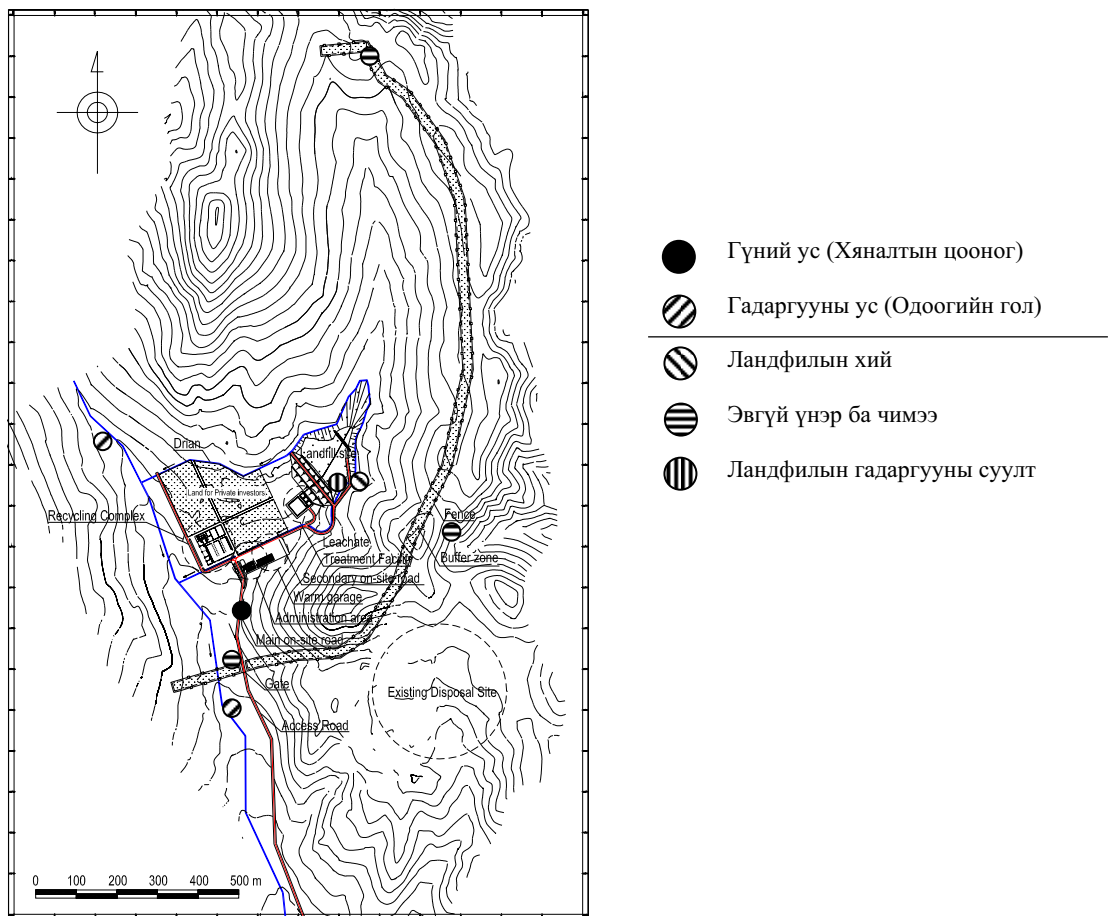 Drian
Landfill site
Land for Private investors
Recycling Complex
Fence
Leachate
Treatment Facility
Buffer zone
Secondary on-site road
Warm garage
Administration area
Main on-site road
Gate
Existing Disposal Site
Access Road
0 100 200 300 400 500 m
Гүний ус (Хяналтын цооног)
Гадаргууны ус (Одоогийн гол)
Ландфилын хий
Эвгүй үнэр ба чимээ
Ландфилын гадаргууны суулт